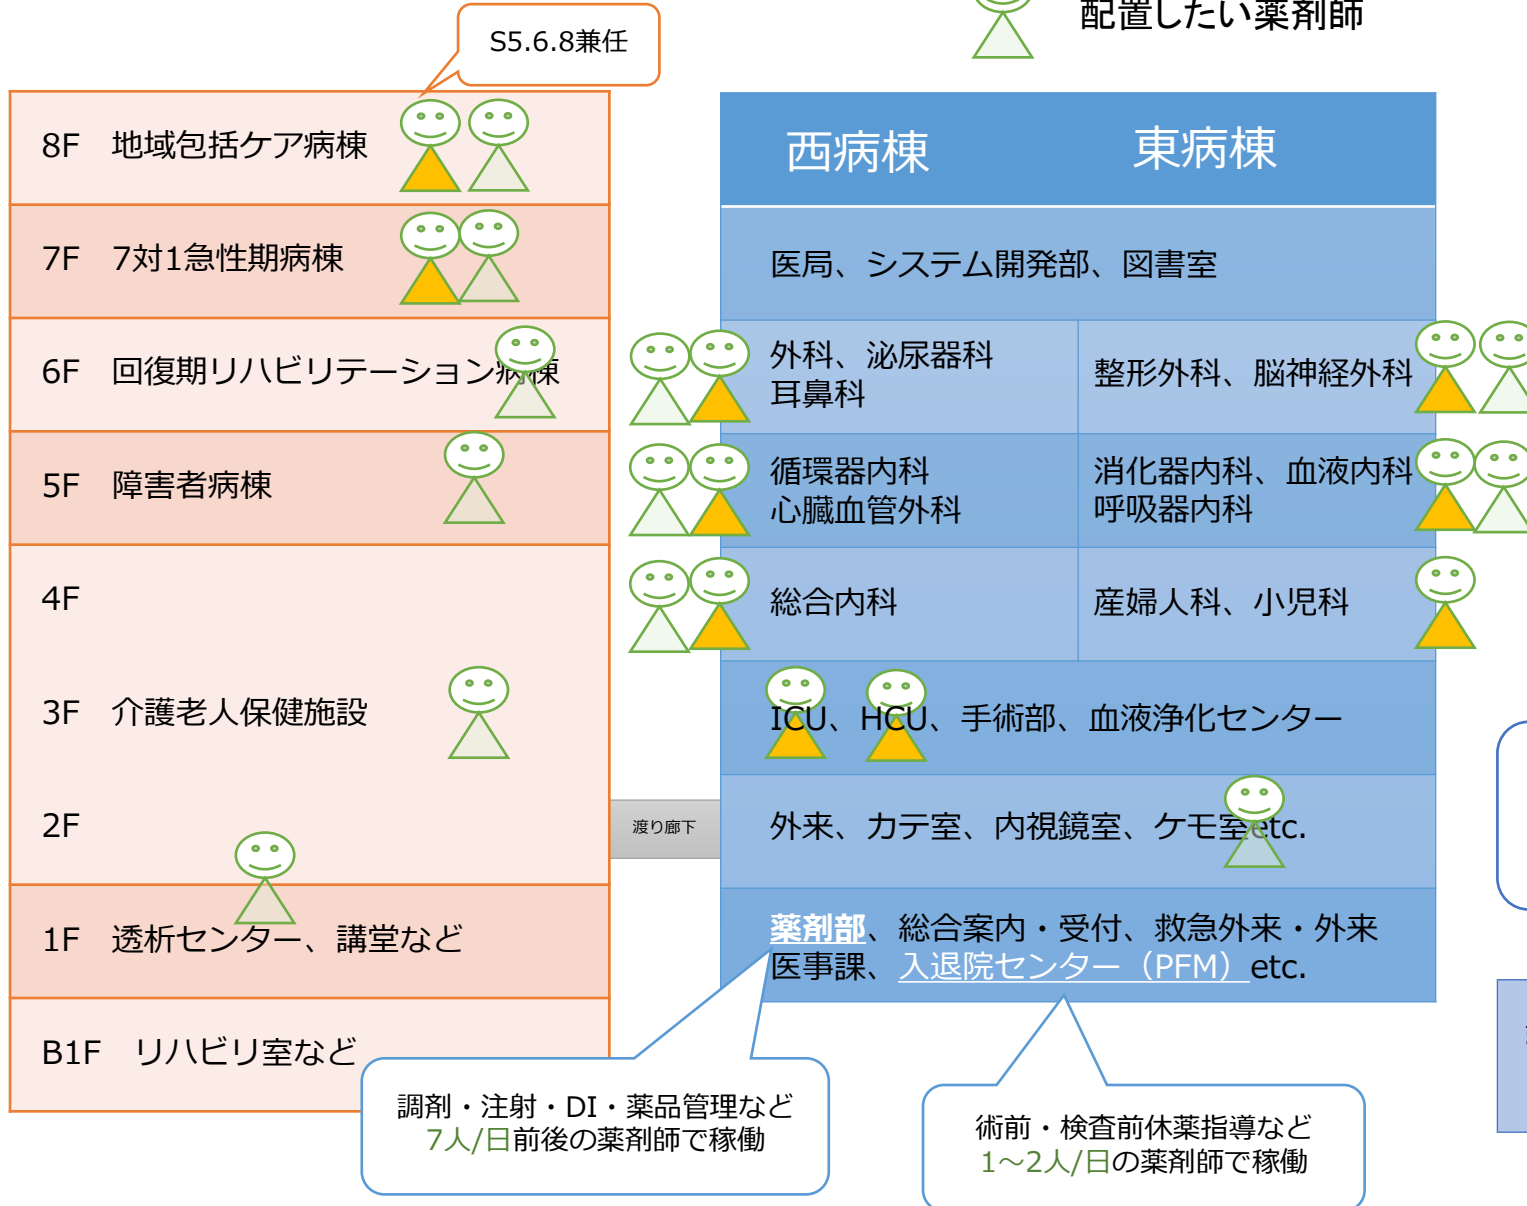 配置したい薬剤師
S5.6.8兼任
8F 地域包括ケア病棟
7F 7対1急性期病棟
6F 回復期リハビリテーション病棟
5F 障害者病棟
4F
3F 介護老人保健施設
2F
1F 透析センター、講堂など
B1F リハビリ室など
渡り廊下
西病棟
東病棟
医局、システム開発部、図書室
外科、泌尿器科
耳鼻科
整形外科、脳神経外科
循環器内科
心臓血管外科
消化器内科、血液内科
呼吸器内科
総合内科
産婦人科、小児科
ICU、HCU、手術部、血液浄化センター
外来、カテ室、内視鏡室、ケモ室etc.
薬剤部、総合案内・受付、救急外来・外来
医事課、入退院センター（PFM）etc.
調剤・注射・DI・薬品管理など
7人/日前後の薬剤師で稼働
術前・検査前休薬指導など
1～2人/日の薬剤師で稼働